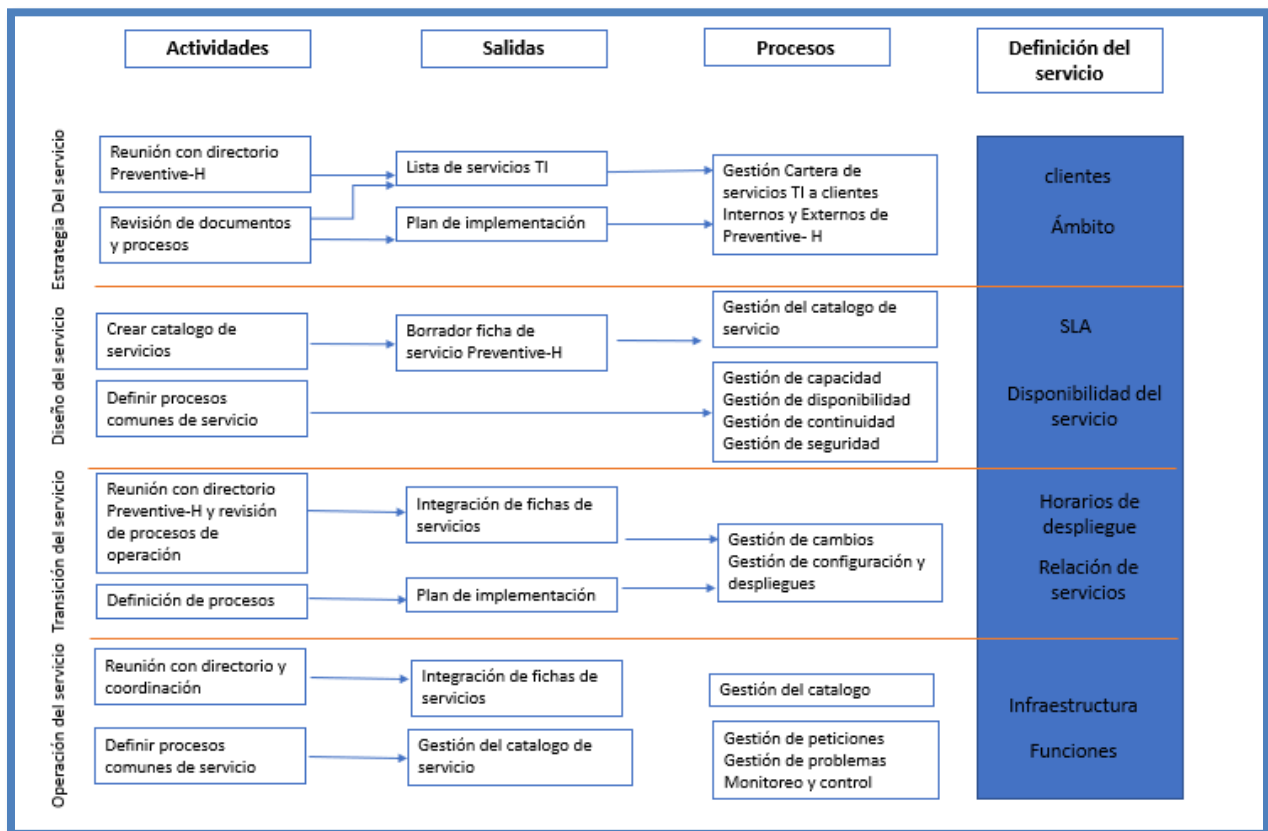 Actividades
Salidas
Procesos
Definición del
servicio
Estrategia Del servicio
Reunión con directorio
Preventive-H
Revisión de documentos
y procesos
Lista de servicios TI
Plan de implementación
Gestión Cartera de
servicios TI a clientes
Internos y Externos de
Preventive- H
clientes
Ámbito
Diseño del servicio
Crear catalogo de
servicios
Definir procesos
comunes de servicio
Borrador ficha de
servicio Preventive-H
Gestión del catalogo de
servicio
Gestión de capacidad
Gestión de disponibilidad
Gestión de continuidad
Gestión de seguridad
SLA
Disponibilidad del
servicio
Transición del servicio
Reunión con directorio
Preventive-H y revisión
de procesos de
operación
Definición de procesos
Integración de fichas de
servicios
Plan de implementación
Gestión de cambios
Gestión de configuración y
despliegues
Horarios de
despliegue
Relación de
servicios
Operación del servicio
Reunión con directorio y
coordinación
Definir procesos
comunes de servicio
Integración de fichas de
servicios
Gestión del catalogo de
servicio
Gestión del catalogo
Gestión de peticiones
Gestión de problemas
Monitoreo y control
Infraestructura
Funciones